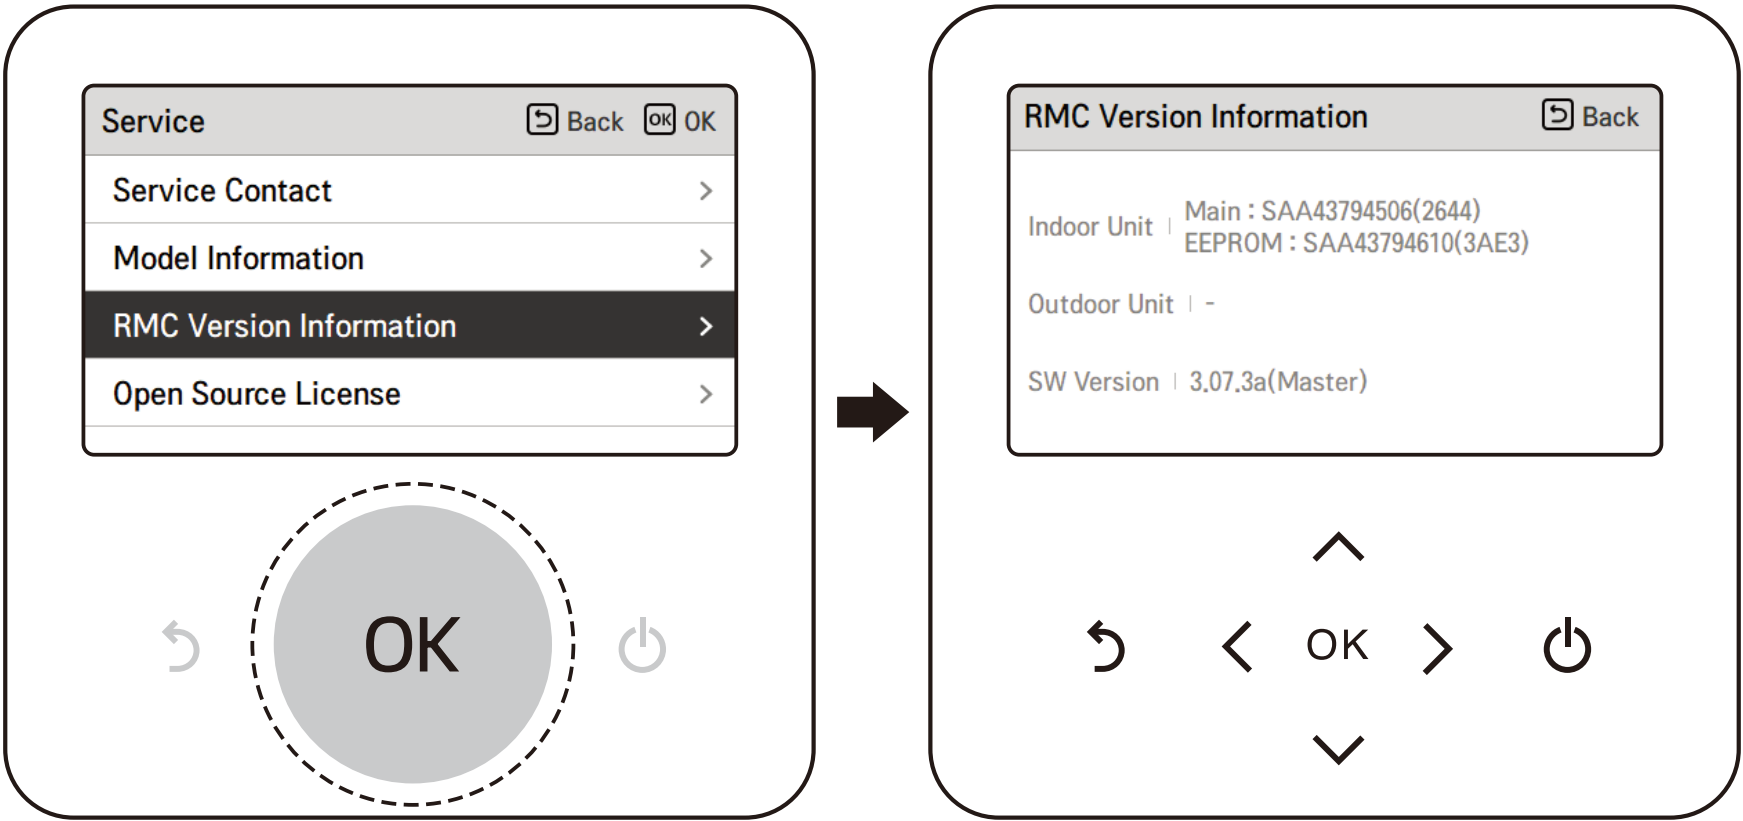 Service Back OK OK
Service Contact
Model Information
RMC Version Information
Open Source License
OK
RMC Version Information Back
Indoor Unit Main : SAA43794506(2644)
EEPROM : SAA43794610(3AE3)
Outdoor Unit -
SW Version 3.07.3a(Master)
OK